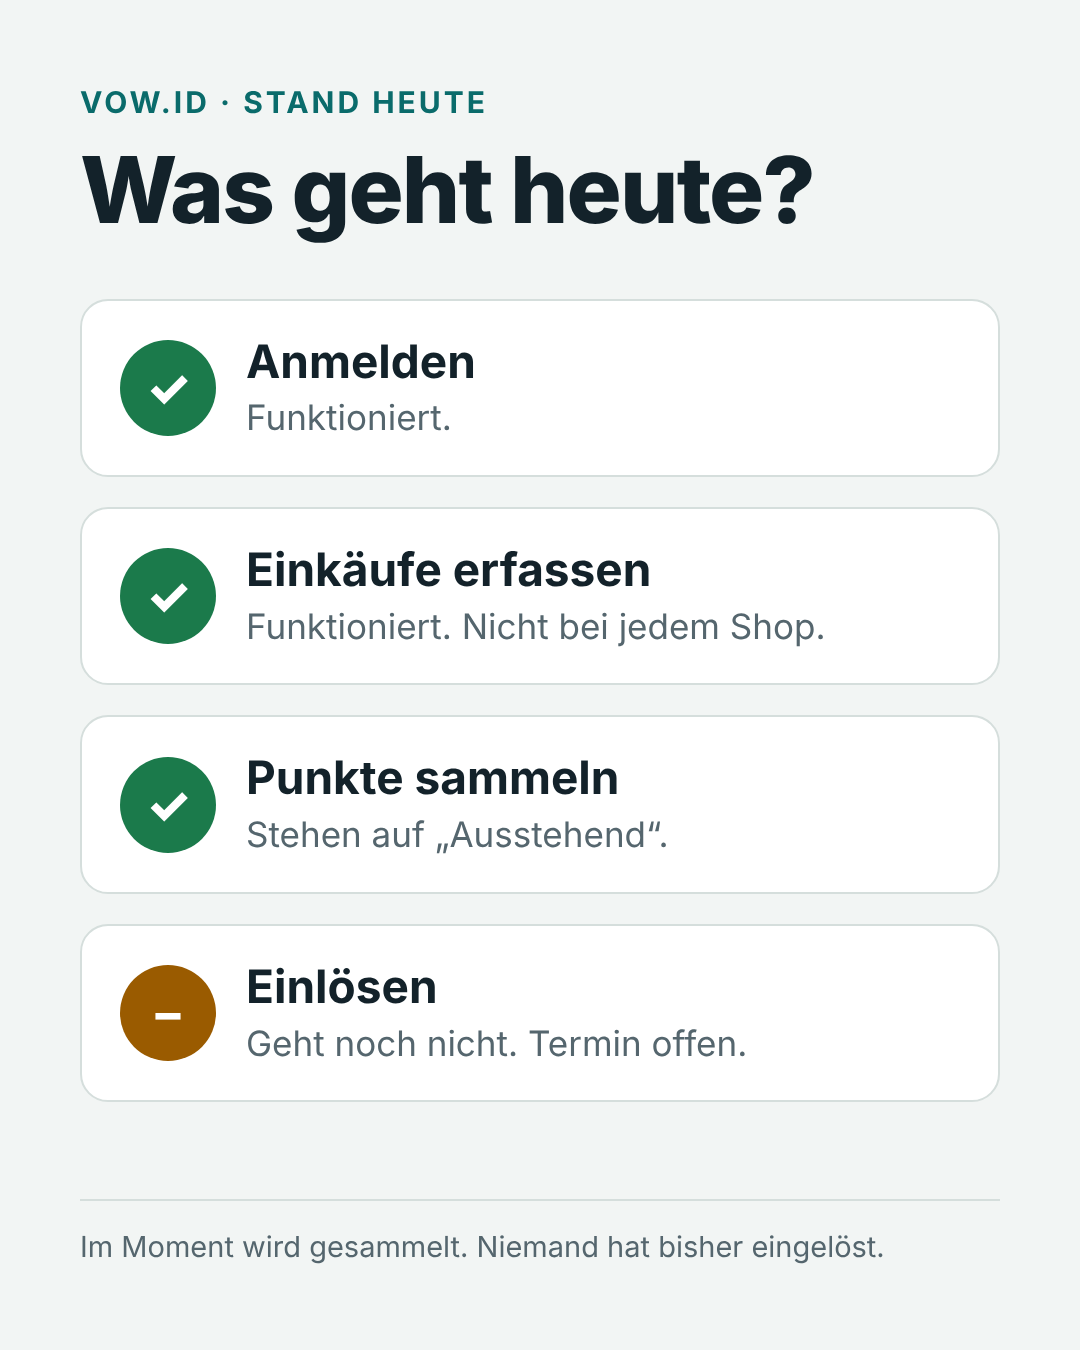 VOW.ID · STAND HEUTE
Was geht heute?
Anmelden
Funktioniert.
Einkäufe erfassen
Funktioniert. Nicht bei jedem Shop.
Punkte sammeln
Stehen auf „Ausstehend“.
Einlösen
Geht noch nicht. Termin offen.
Im Moment wird gesammelt. Niemand hat bisher eingelöst.